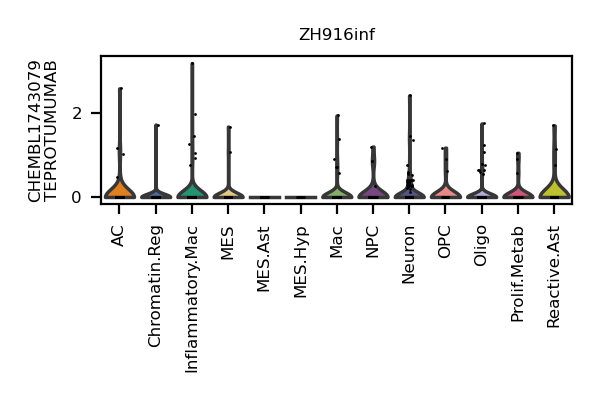 ZH916inf
CHEMBL1743079
TEPROTUMUMAB
2
0
AC
Chromatin.Reg
Inflammatory.Mac
MES
MES.Ast
MES.Hyp
Mac
NPC
Neuron
OPC
Oligo
Prolif.Metab
Reactive.Ast